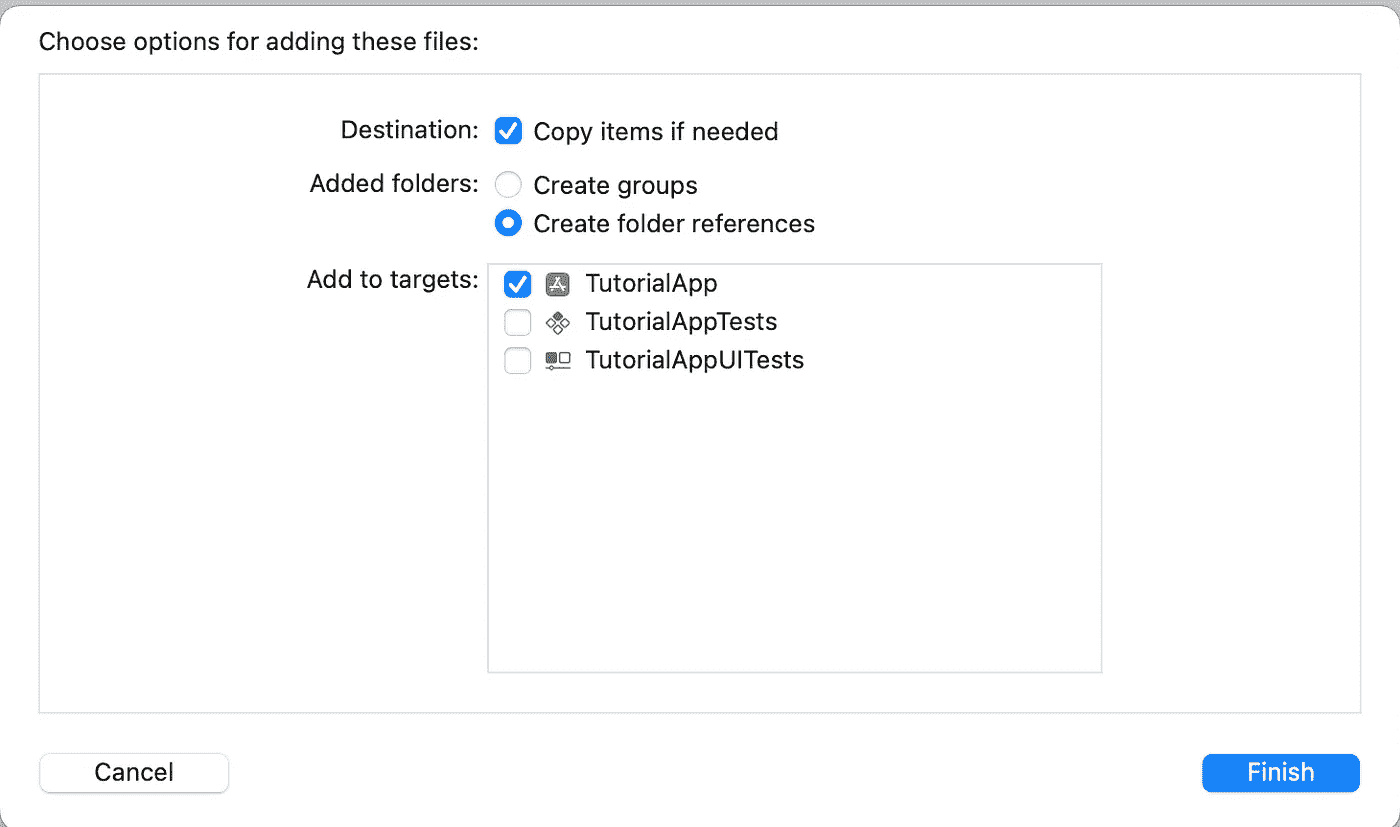 Choose options for adding these files:
Destination: Copy items if needed
Added folders: Create groups
Create folder references
Add to targets: TutorialApp
TutorialAppTests
TutorialAppUITests
Cancel Finish